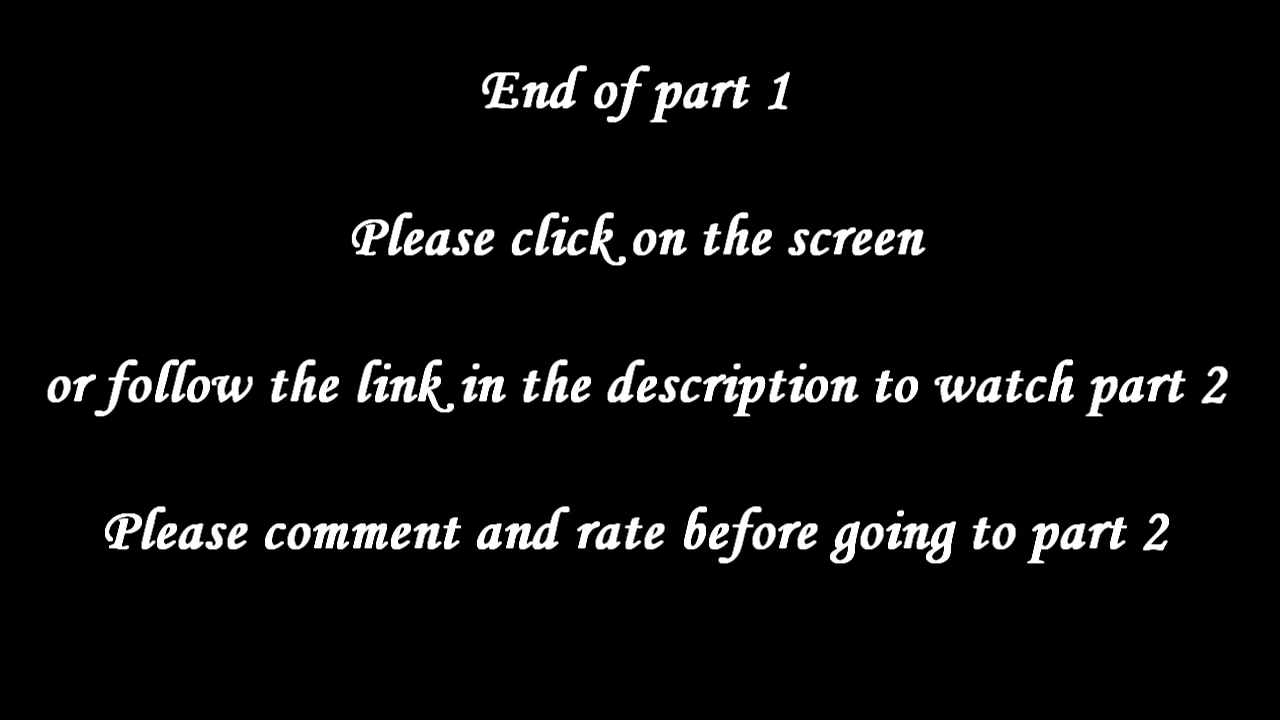 End of part 1
Please click on the screen
or follow the link in the description to watch part 2
Please comment and rate before going to part 2